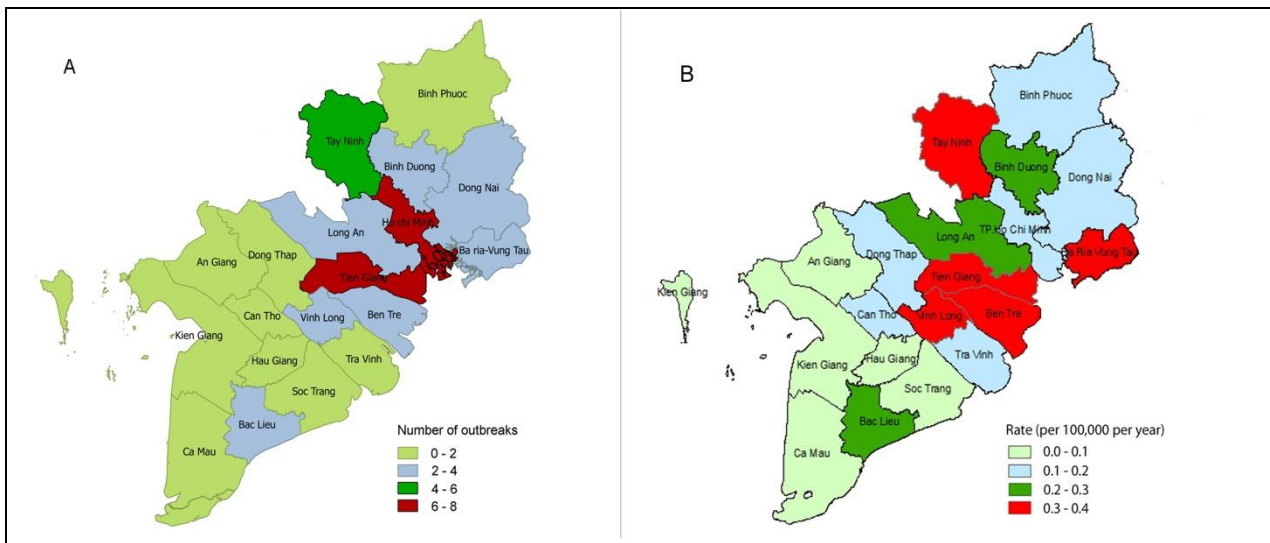 A
Binh Phuoc
Tay Ninh
Binh Duong
Dong Nai
Ho chi Minh
Long An
Ba ria-Vung Tau
An Giang
Dong Thap
Tien Giang
Can Tho
Vinh Long
Ben Tre
Kien Giang
Hau Giang
Tra Vinh
Soc Trang
Bac Lieu
Ca Mau
Number of outbreaks
0 - 2
2 - 4
4 - 6
6 - 8
B
Binh Phuoc
Tay Ninh
Binh Duong
Dong Nai
TP.Ho Chi Minh
Long An
a Ria Vung Tau
An Giang
Dong Thap
Tien Giang
Kien Giang
Can Tho
Vinh Long
Ben Tre
Kien Giang
Hau Giang
Tra Vinh
Soc Trang
Bac Lieu
Ca Mau
Rate (per 100,000 per year)
0.0 - 0.1
0.1 - 0.2
0.2 - 0.3
0.3 - 0.4